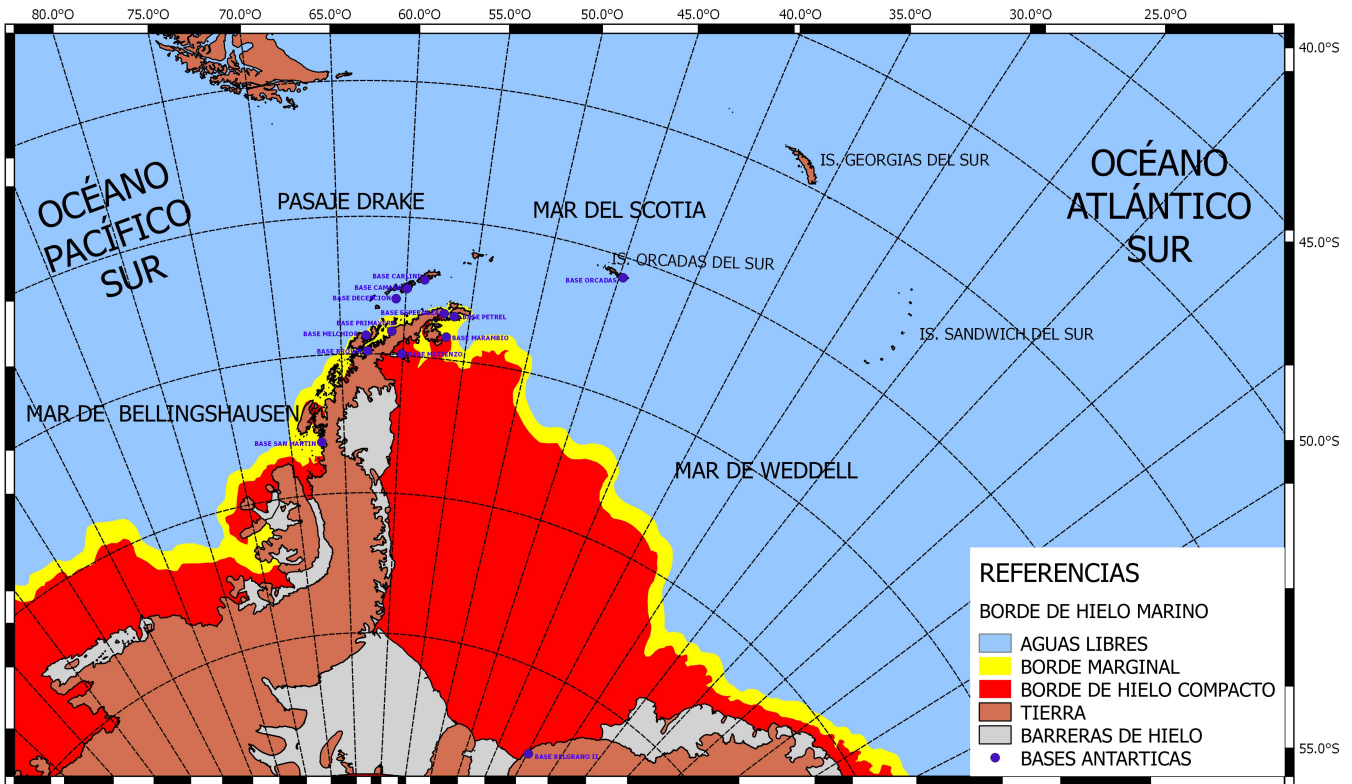 80.0°O 75.0°O 70.0°O 65.0°O 60.0°O 55.0°O 50.0°O 45.0°O 40.0°O 35.0°O 30.0°O 25.0°O
40.0°S
45.0°S
50.0°S
55.0°S
OCÉANO
PACÍFICO
SUR
PASAJE DRAKE
MAR DEL SCOTIA
IS. GEORGIAS DEL SUR
OCÉANO
ATLÁNTICO
SUR
IS. ORCADAS DEL SUR
BASE ORCADAS
IS. SANDWICH DEL SUR
BASE CARLINI
BASE
BASE DECEPCION
BASE
BASE PETREL
BASE
BASE MELCHIOR
BASE MARAMBIO
BASE
BASE MATIENZO
MAR DE BELLINGSHAUSEN
BASE SAN MARTIN
MAR DE WEDDELL
BASE BELGRANO II
REFERENCIAS
BORDE DE HIELO MARINO
AGUAS LIBRES
BORDE MARGINAL
BORDE DE HIELO COMPACTO
TIERRA
BARRERAS DE HIELO
BASES ANTARTICAS